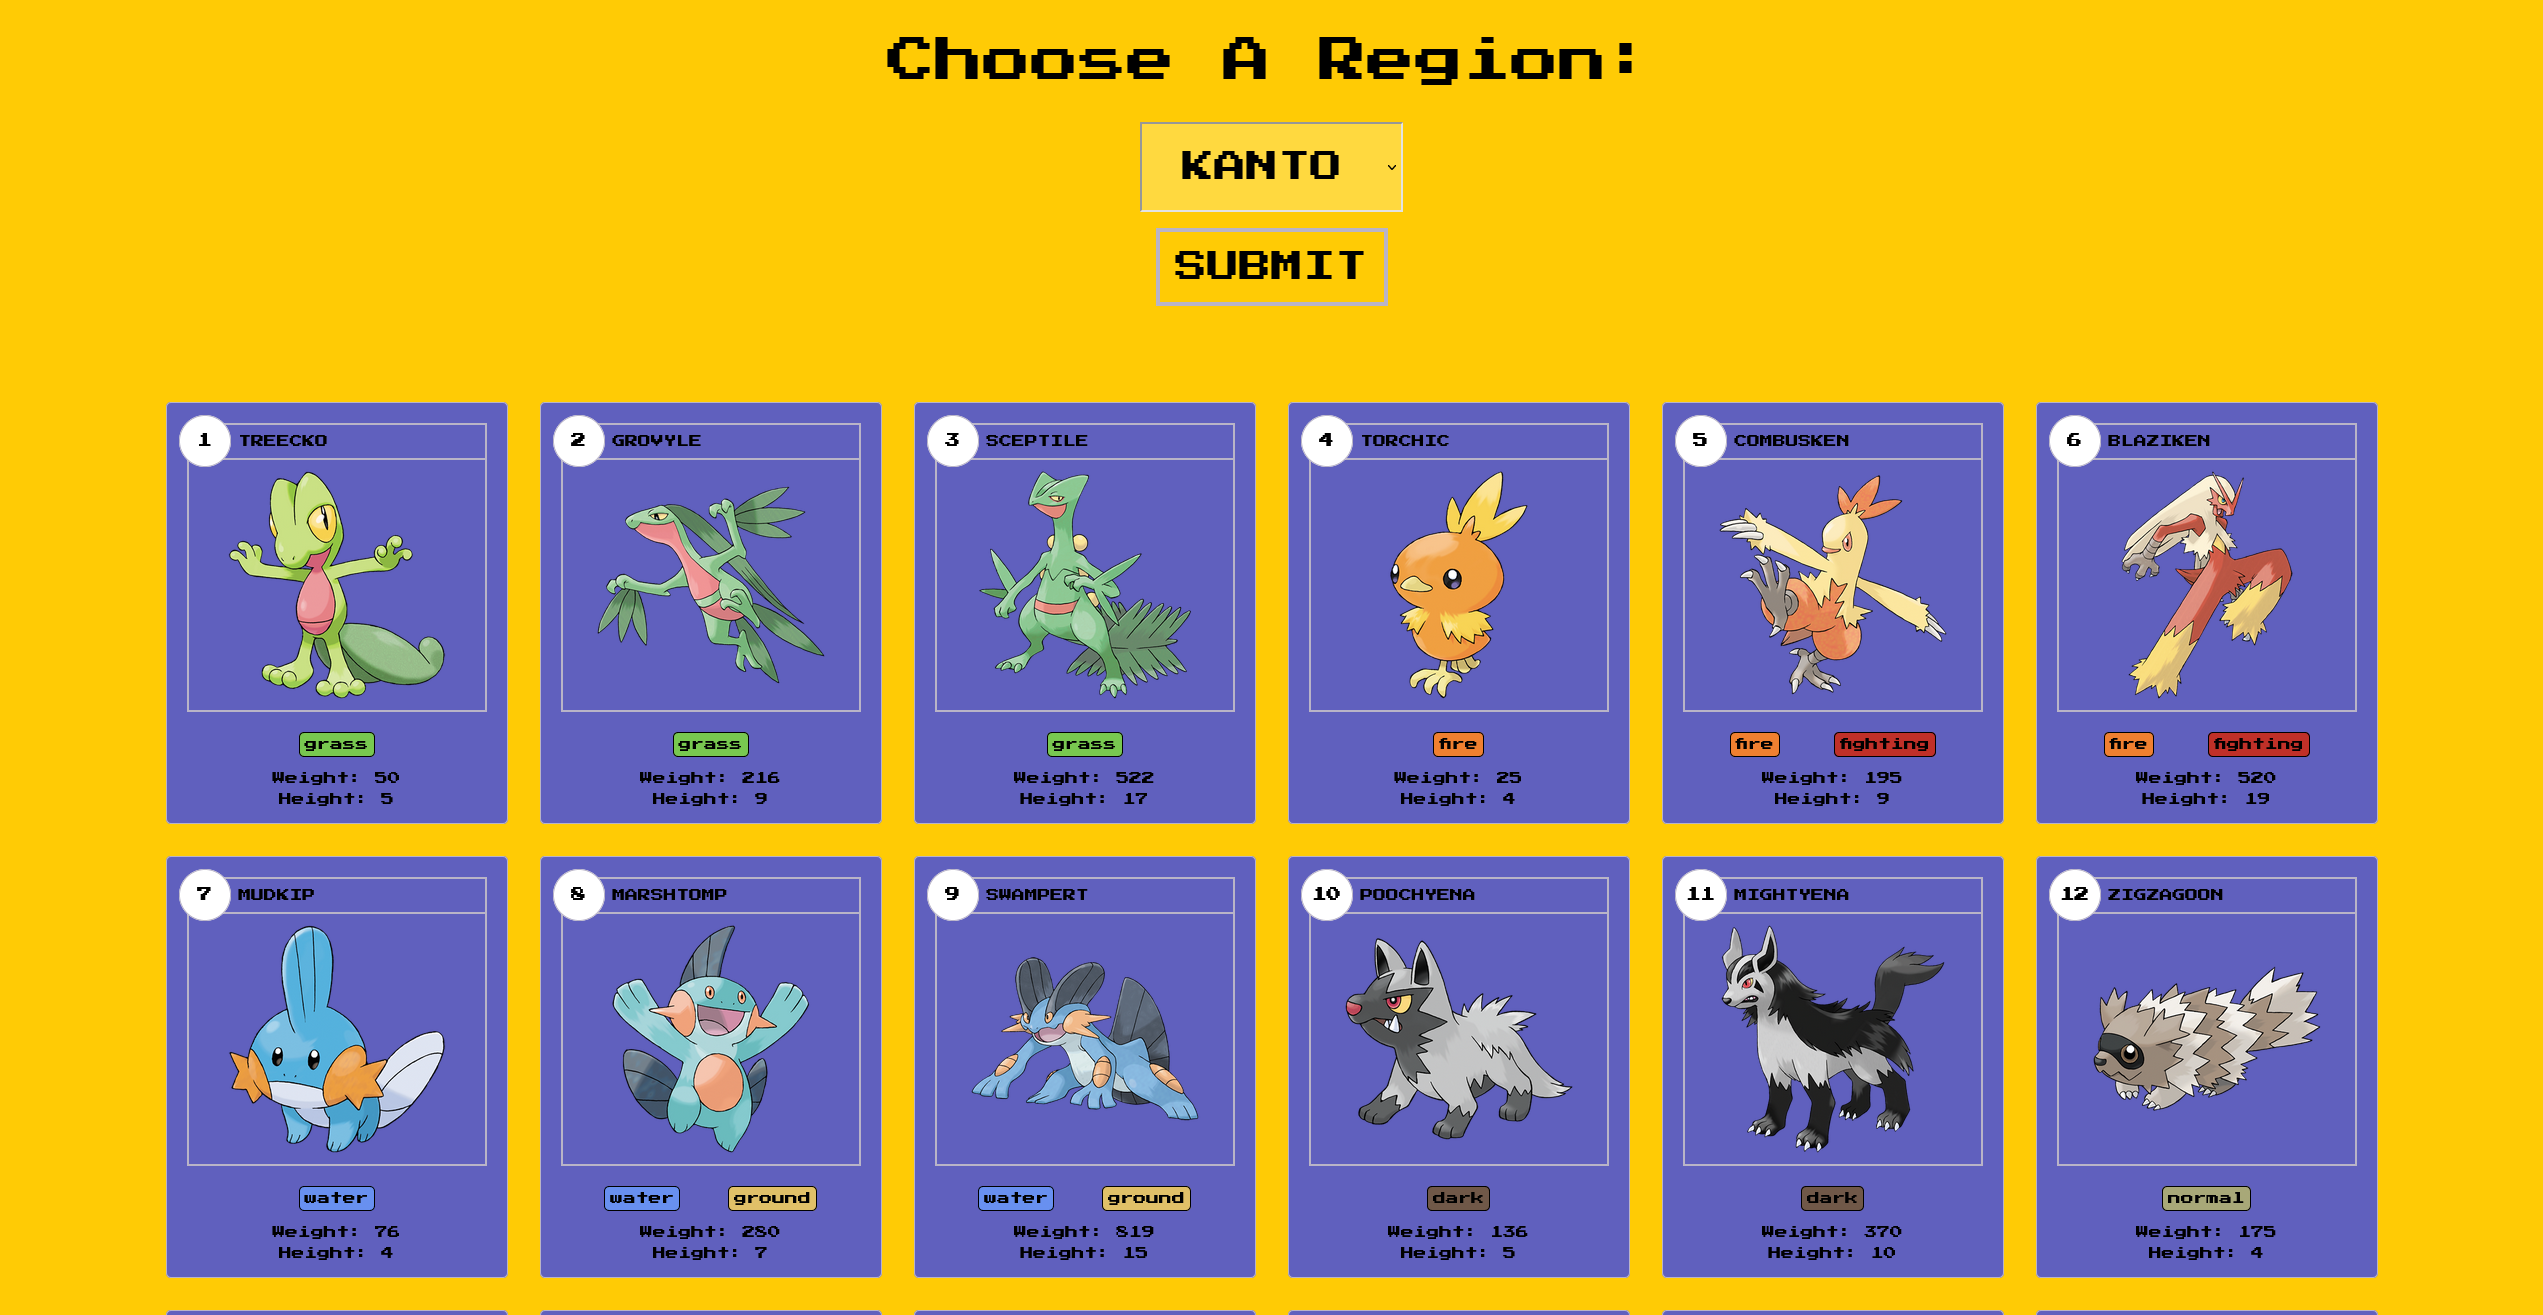 Choose A Region:
KANTO
SUBMIT
1 TREECKO
grass
Weight: 50
Height: 5
2 GROVYLE
grass
Weight: 216
Height: 9
3 SCEPTILE
grass
Weight: 522
Height: 17
4 TORCHIC
fire
Weight: 25
Height: 4
5 COMBUSKEN
fire fighting
Weight: 195
Height: 9
6 BLAZIKEN
fire fighting
Weight: 520
Height: 19
7 MUDKIP
water
Weight: 76
Height: 4
8 MARSHTOMP
water ground
Weight: 280
Height: 7
9 SWAMPERT
water ground
Weight: 819
Height: 15
10 POOCHYENA
dark
Weight: 136
Height: 5
11 MIGHTYENA
dark
Weight: 370
Height: 10
12 ZIGZAGOON
normal
Weight: 175
Height: 4